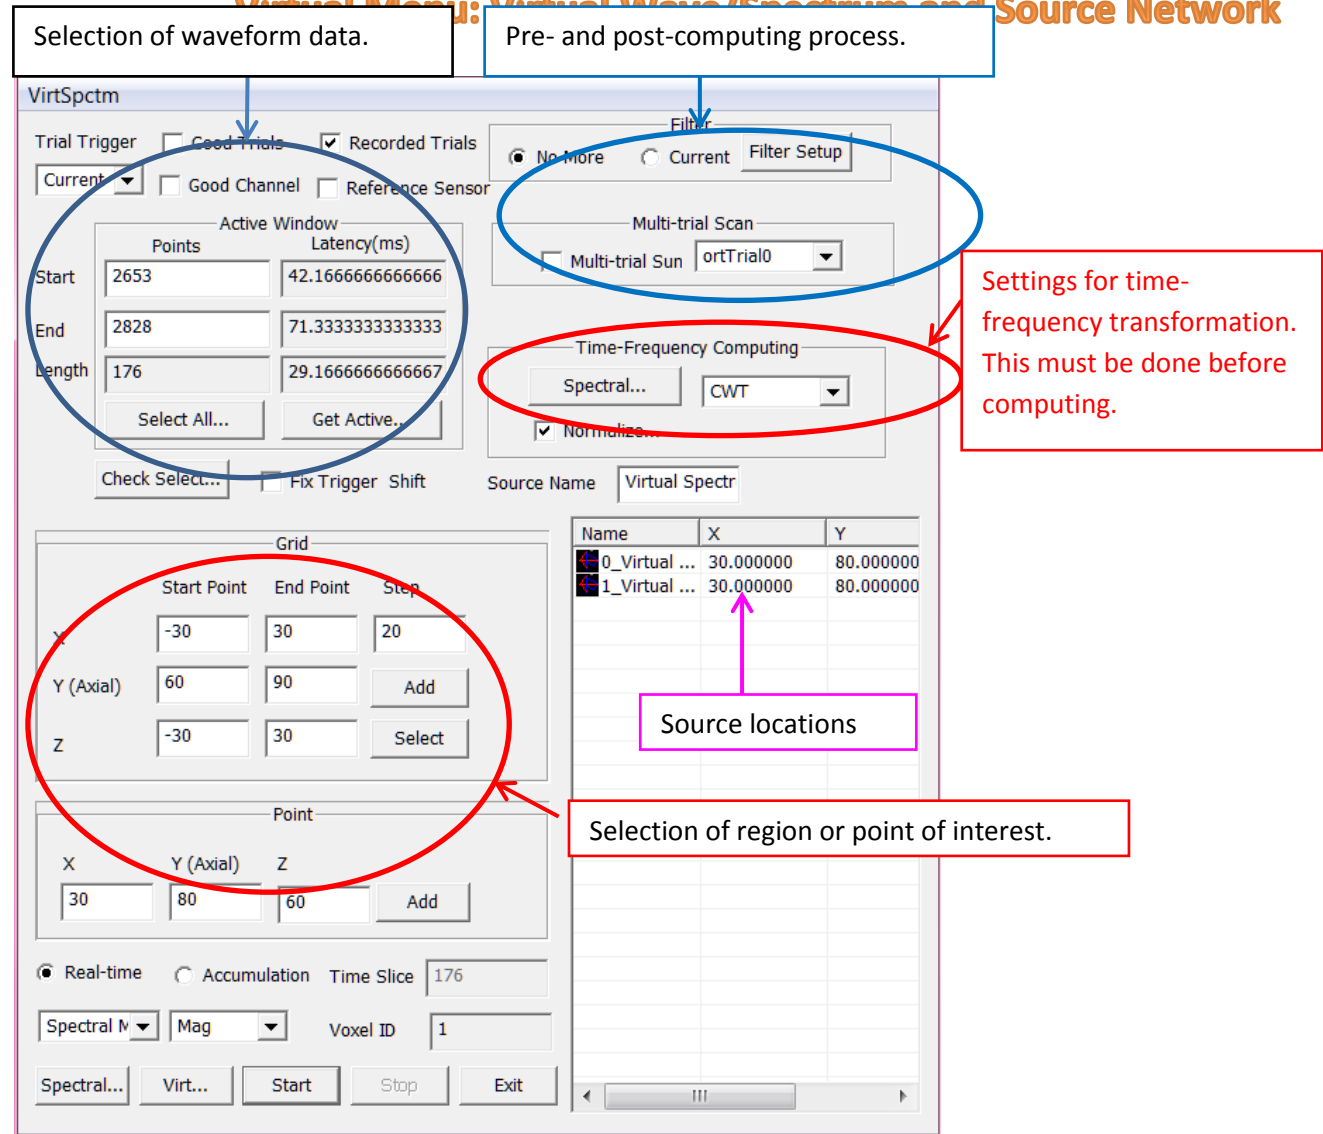 Virtual Menu: Virtual Wave/Spectrum and Source Network
Selection of waveform data.
Pre- and post-computing process.
VirtSpctm
Trial Trigger
Good Trials
Recorded Trials
Current
Good Channel
Reference Sensor
Filter
No More
Current
Filter Setup
Active Window
Points
Latency(ms)
Start
2653
42.1666666666666
End
2828
71.3333333333333
Length
176
29.1666666666667
Select All...
Get Active...
Multi-trial Scan
Multi-trial Sun
ortTrial0
Settings for time-
frequency transformation.
This must be done before
computing.
Time-Frequency Computing
Spectral...
CWT
Normalize...
Check Select...
Fix Trigger Shift
Source Name
Virtual Spectr
Grid
Start Point
End Point
Step
X
-30
30
20
Y (Axial)
60
90
Add
Z
-30
30
Select
Name
X
Y
0_Virtual ...
30.000000
80.000000
1_Virtual ...
30.000000
80.000000
Source locations
Selection of region or point of interest.
Point
X
Y (Axial)
Z
30
80
60
Add
Real-time
Accumulation
Time Slice
176
Spectral M
Mag
Voxel ID
1
Spectral...
Virt...
Start
Stop
Exit